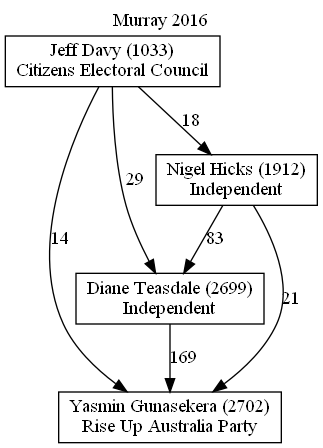 Murray 2016
Jeff Davy (1033)
Citizens Electoral Council
18
Nigel Hicks (1912)
Independent
29
14
83
21
Diane Teasdale (2699)
Independent
169
Yasmin Gunasekera (2702)
Rise Up Australia Party